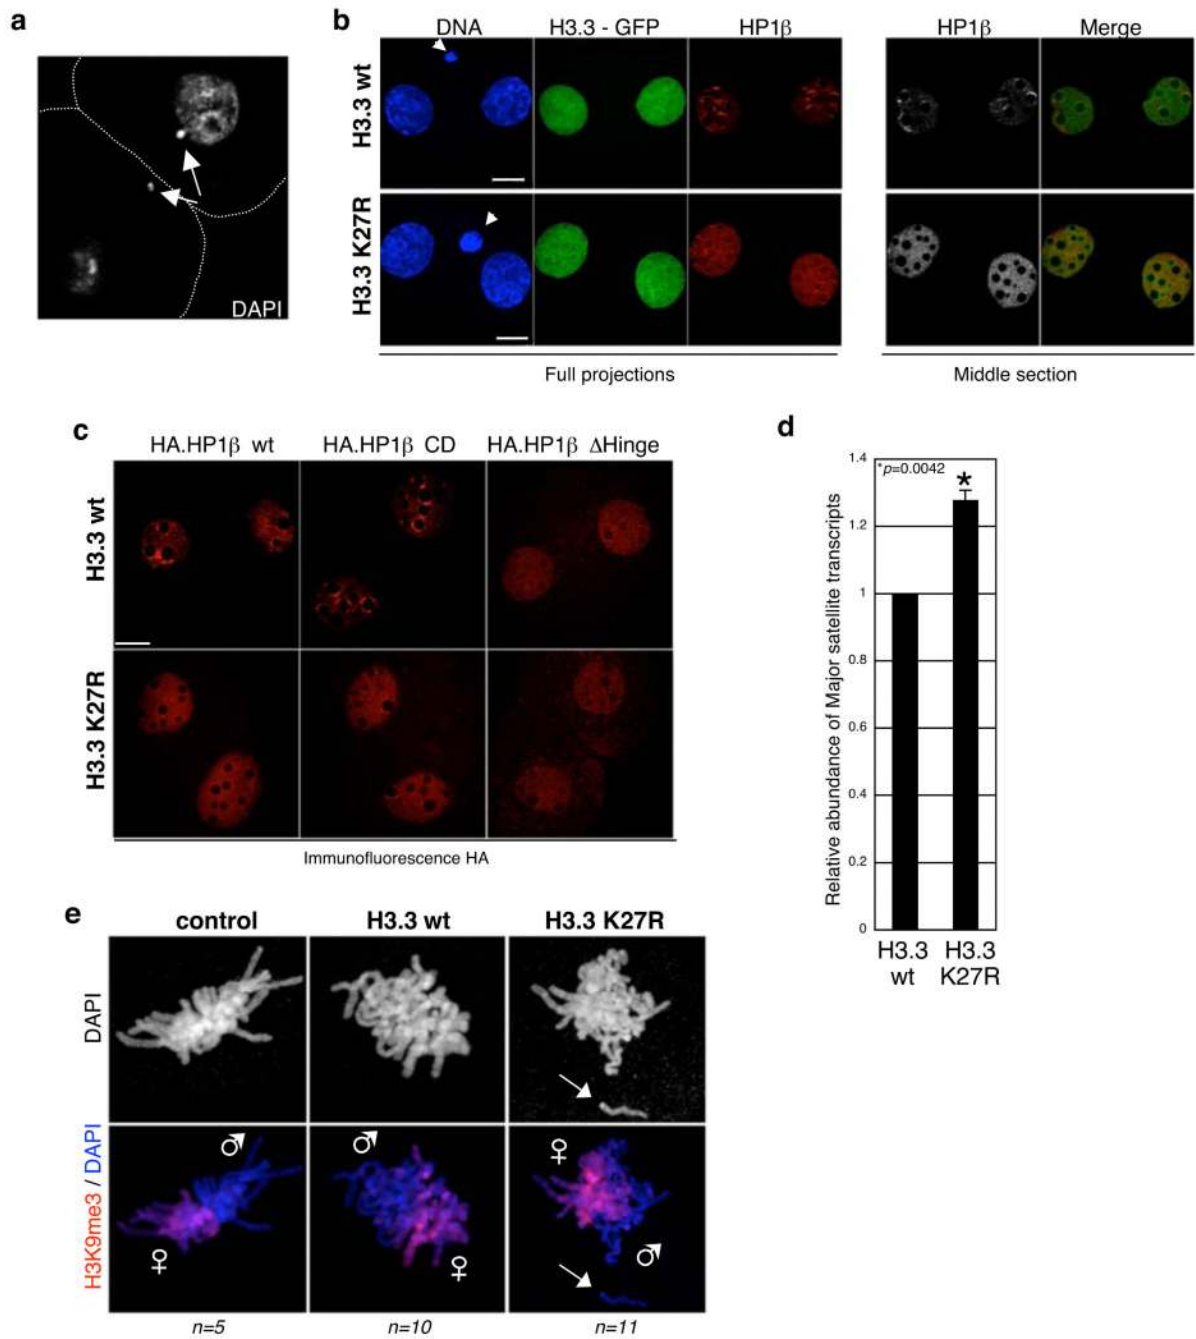 a
DAPI
b
DNA
H3.3 - GFP
HP1β
HP1β
Merge
H3.3 wt
H3.3 K27R
Full projections
Middle section
c
HA.HP1β wt
HA.HP1β CD
HA.HP1β ΔHinge
H3.3 wt
H3.3 K27R
Immunofluorescence HA
d
Relative abundance of Major satellite transcripts
*p=0.0042
*
1.4
1.2
1
0.8
0.6
0.4
0.2
0
H3.3 wt
H3.3 K27R
e
control
H3.3 wt
H3.3 K27R
DAPI
H3K9me3 / DAPI
♂
♀
♂
♀
♀
♂
n=5
n=10
n=11